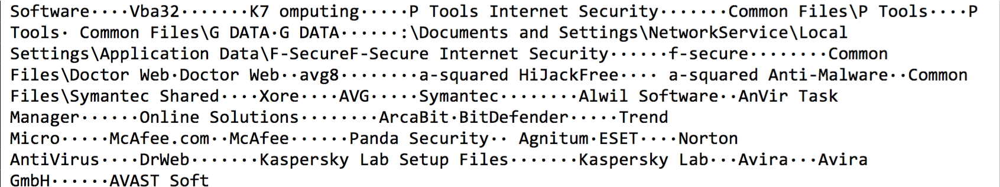 Software····Vba32·······K7 omputing·····P Tools Internet Security·······Common Files\P Tools····P
Tools· Common Files\G DATA·G DATA······:\Documents and Settings\NetworkService\Local
Settings\Application Data\F-SecureF-Secure Internet Security······f-secure········Common
Files\Doctor Web·Doctor Web··avg8········a-squared HiJackFree···· a-squared Anti-Malware··Common
Files\Symantec Shared····Xore····AVG·····Symantec········Alwil Software··AnVir Task
Manager······Online Solutions········ArcaBit·BitDefender·····Trend
Micro·····McAfee.com··McAfee······Panda Security·· Agnitum·ESET····Norton
AntiVirus····DrWeb·······Kaspersky Lab Setup Files·······Kaspersky Lab···Avira···Avira
GmbH······AVAST Soft